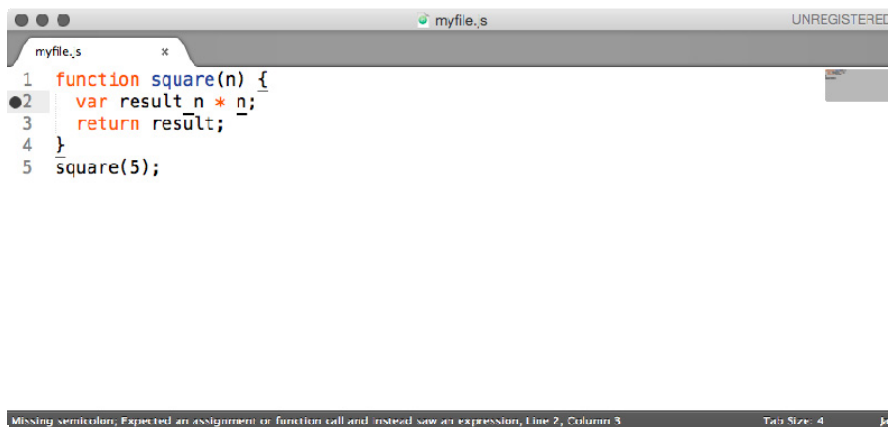 myfile.js
UNREGISTERED
myfile.js x
1 function square(n) {
2 var result n * n;
3 return result;
4 }
5 square(5);
Missing semicolon; Expected an assignment or function call and instead saw an expression, Line 2, Column 3
Tab Size: 4
Ja